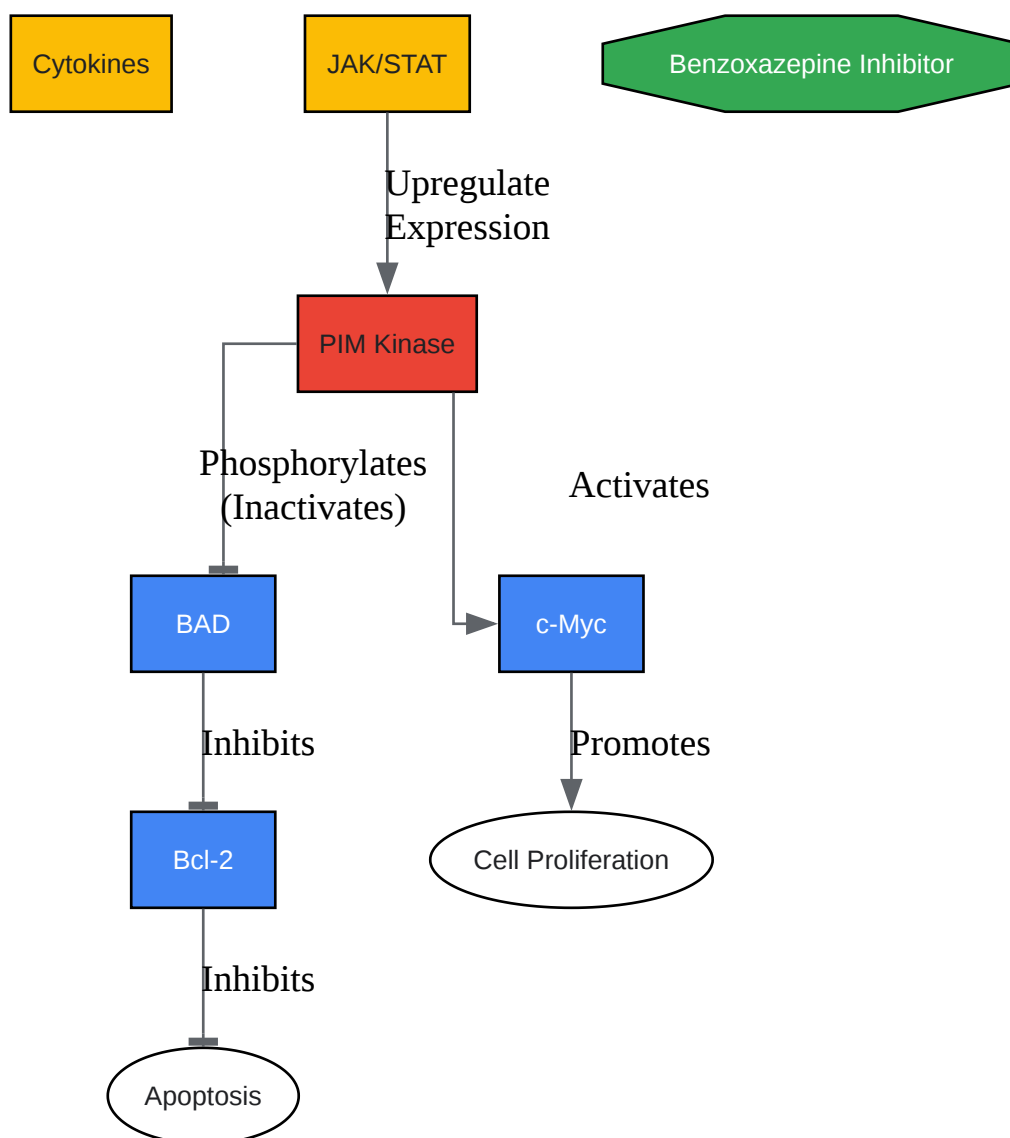 Cytokines
JAK/STAT
Benzoxazepine Inhibitor
Upregulate
Expression
PIM Kinase
Phosphorylates
(Inactivates)
Activates
BAD
c-Myc
Inhibits
Promotes
Bcl-2
Cell Proliferation
Inhibits
Apoptosis